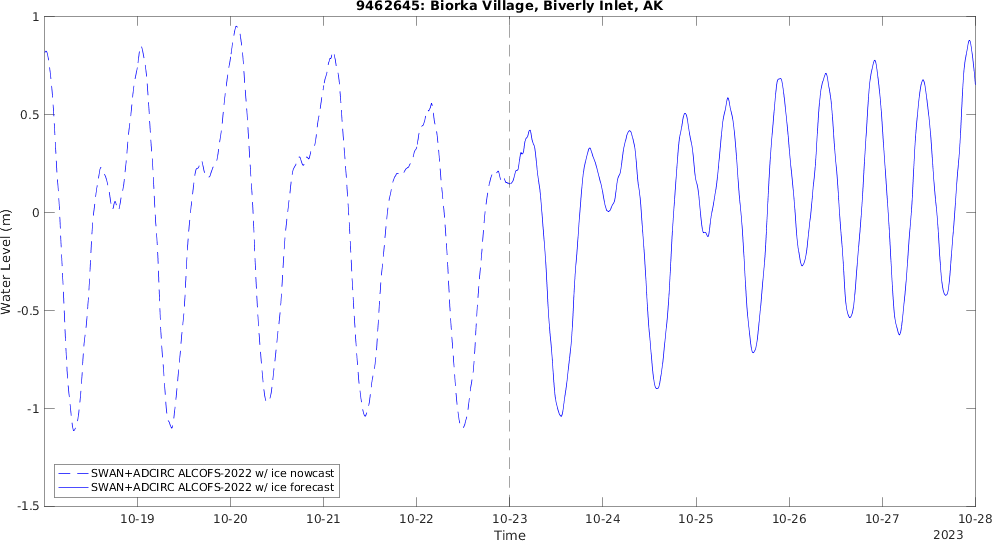 9462645: Biorka Village, Biverly Inlet, AK
Water Level (m)
1
0.5
0
-0.5
-1
-1.5
SWAN+ADCIRC ALCOFS-2022 w/ ice nowcast
SWAN+ADCIRC ALCOFS-2022 w/ ice forecast
10-19 10-20 10-21 10-22 10-23 10-24 10-25 10-26 10-27 10-28
Time
2023